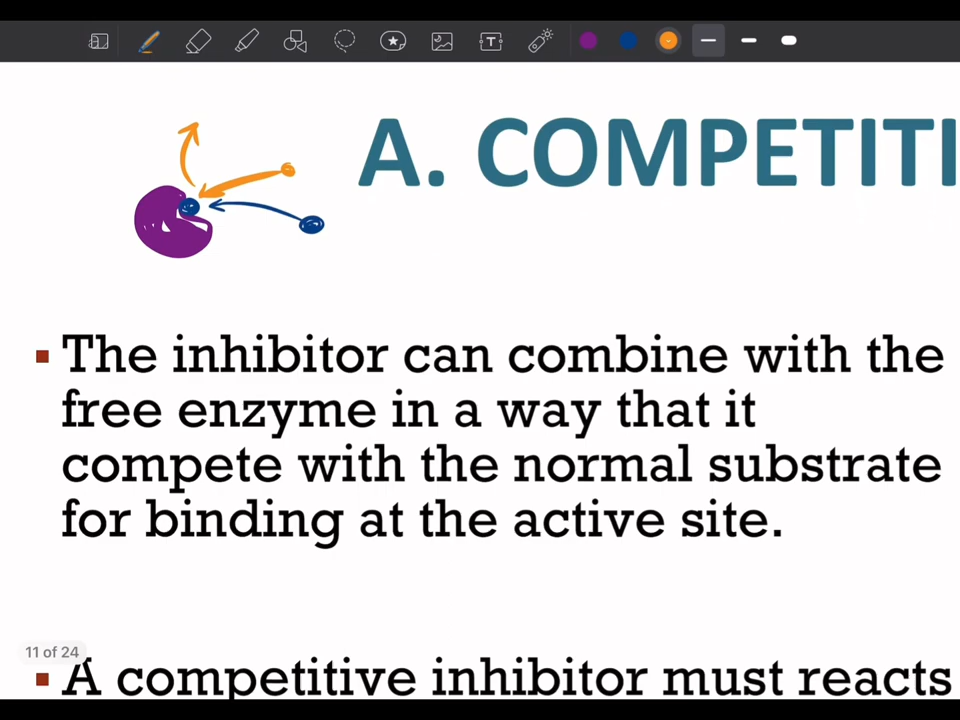 A. COMPETITI
▪ The inhibitor can combine with the
free enzyme in a way that it
compete with the normal substrate
for binding at the active site.
11 of 24
▪ A competitive inhibitor must reacts